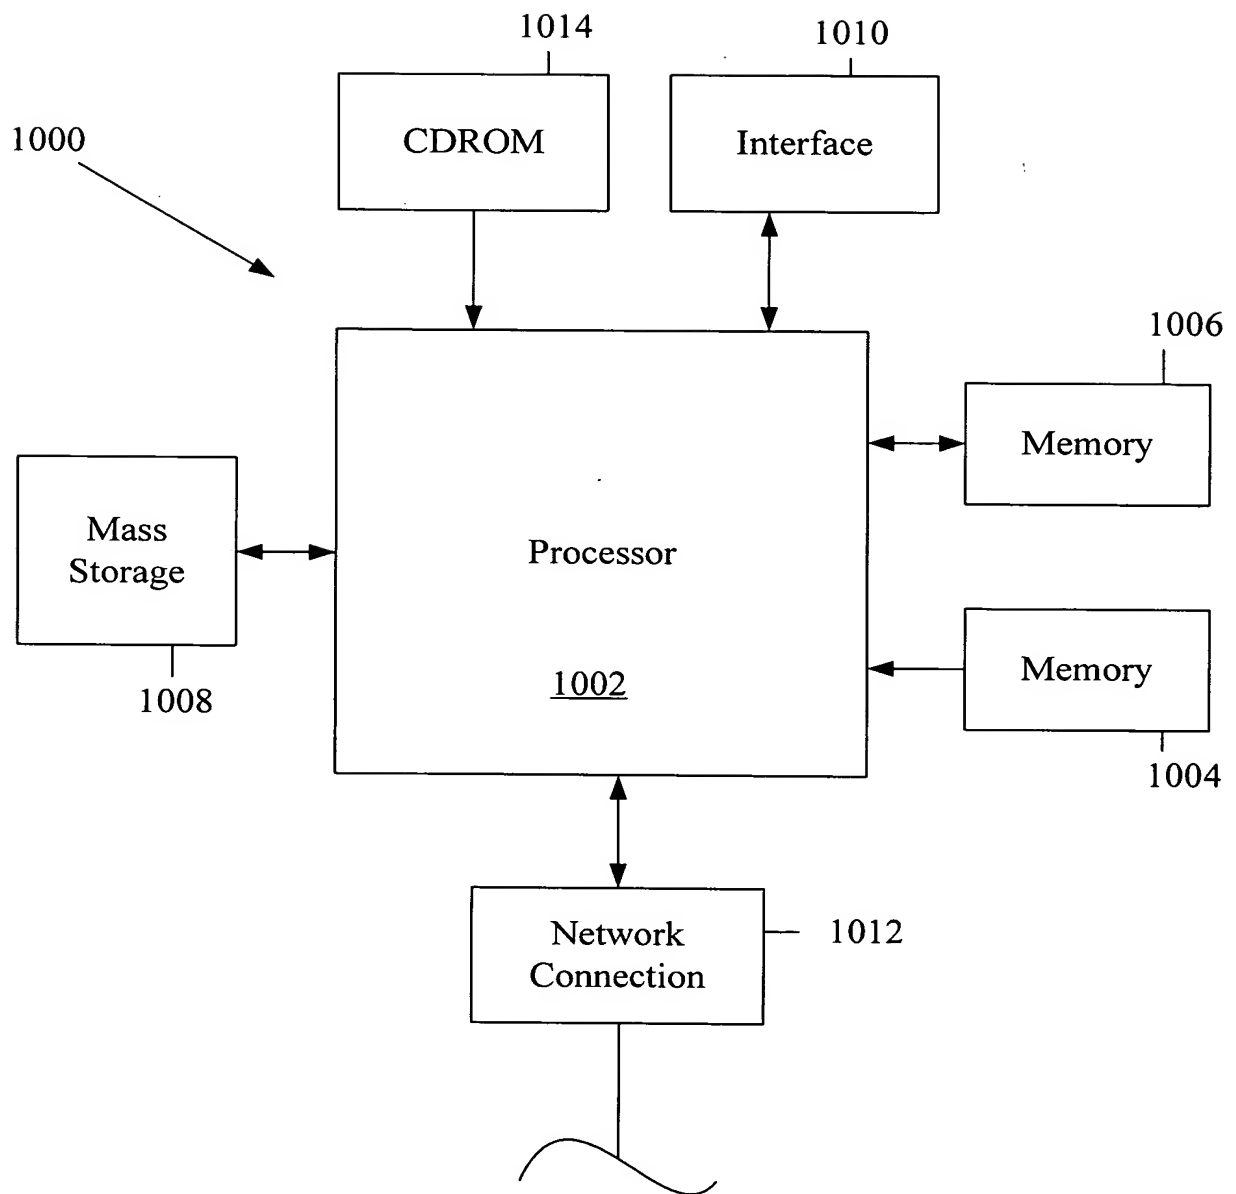 1014
1010
1000
CDROM
Interface
1006
Memory
Mass
Storage
Processor
1008
1002
Memory
1004
Network
Connection
1012